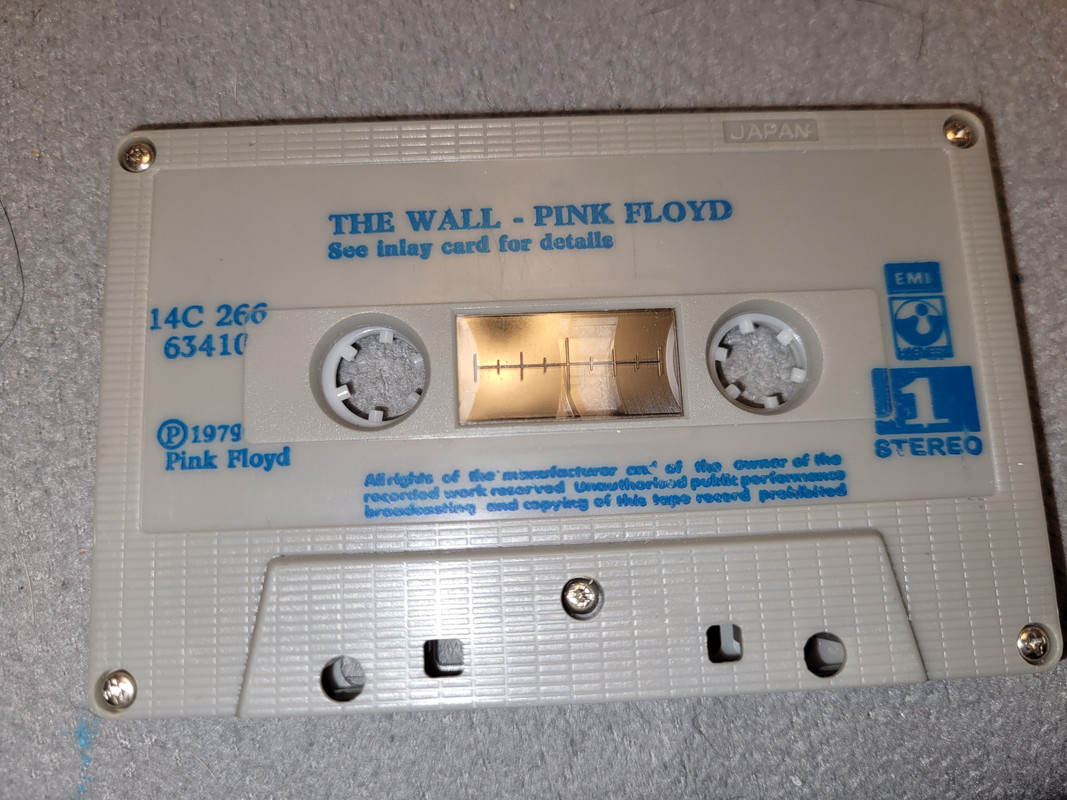 JAPAN
THE WALL - PINK FLOYD
See inlay card for details
14C 266
63410
Ⓟ 1979
Pink Floyd
EMI
1
STEREO
All rights of the manufacturer and of the owner of the
recorded work reserved Unauthorised public performance
broadcasting and copying of this tape record prohibited